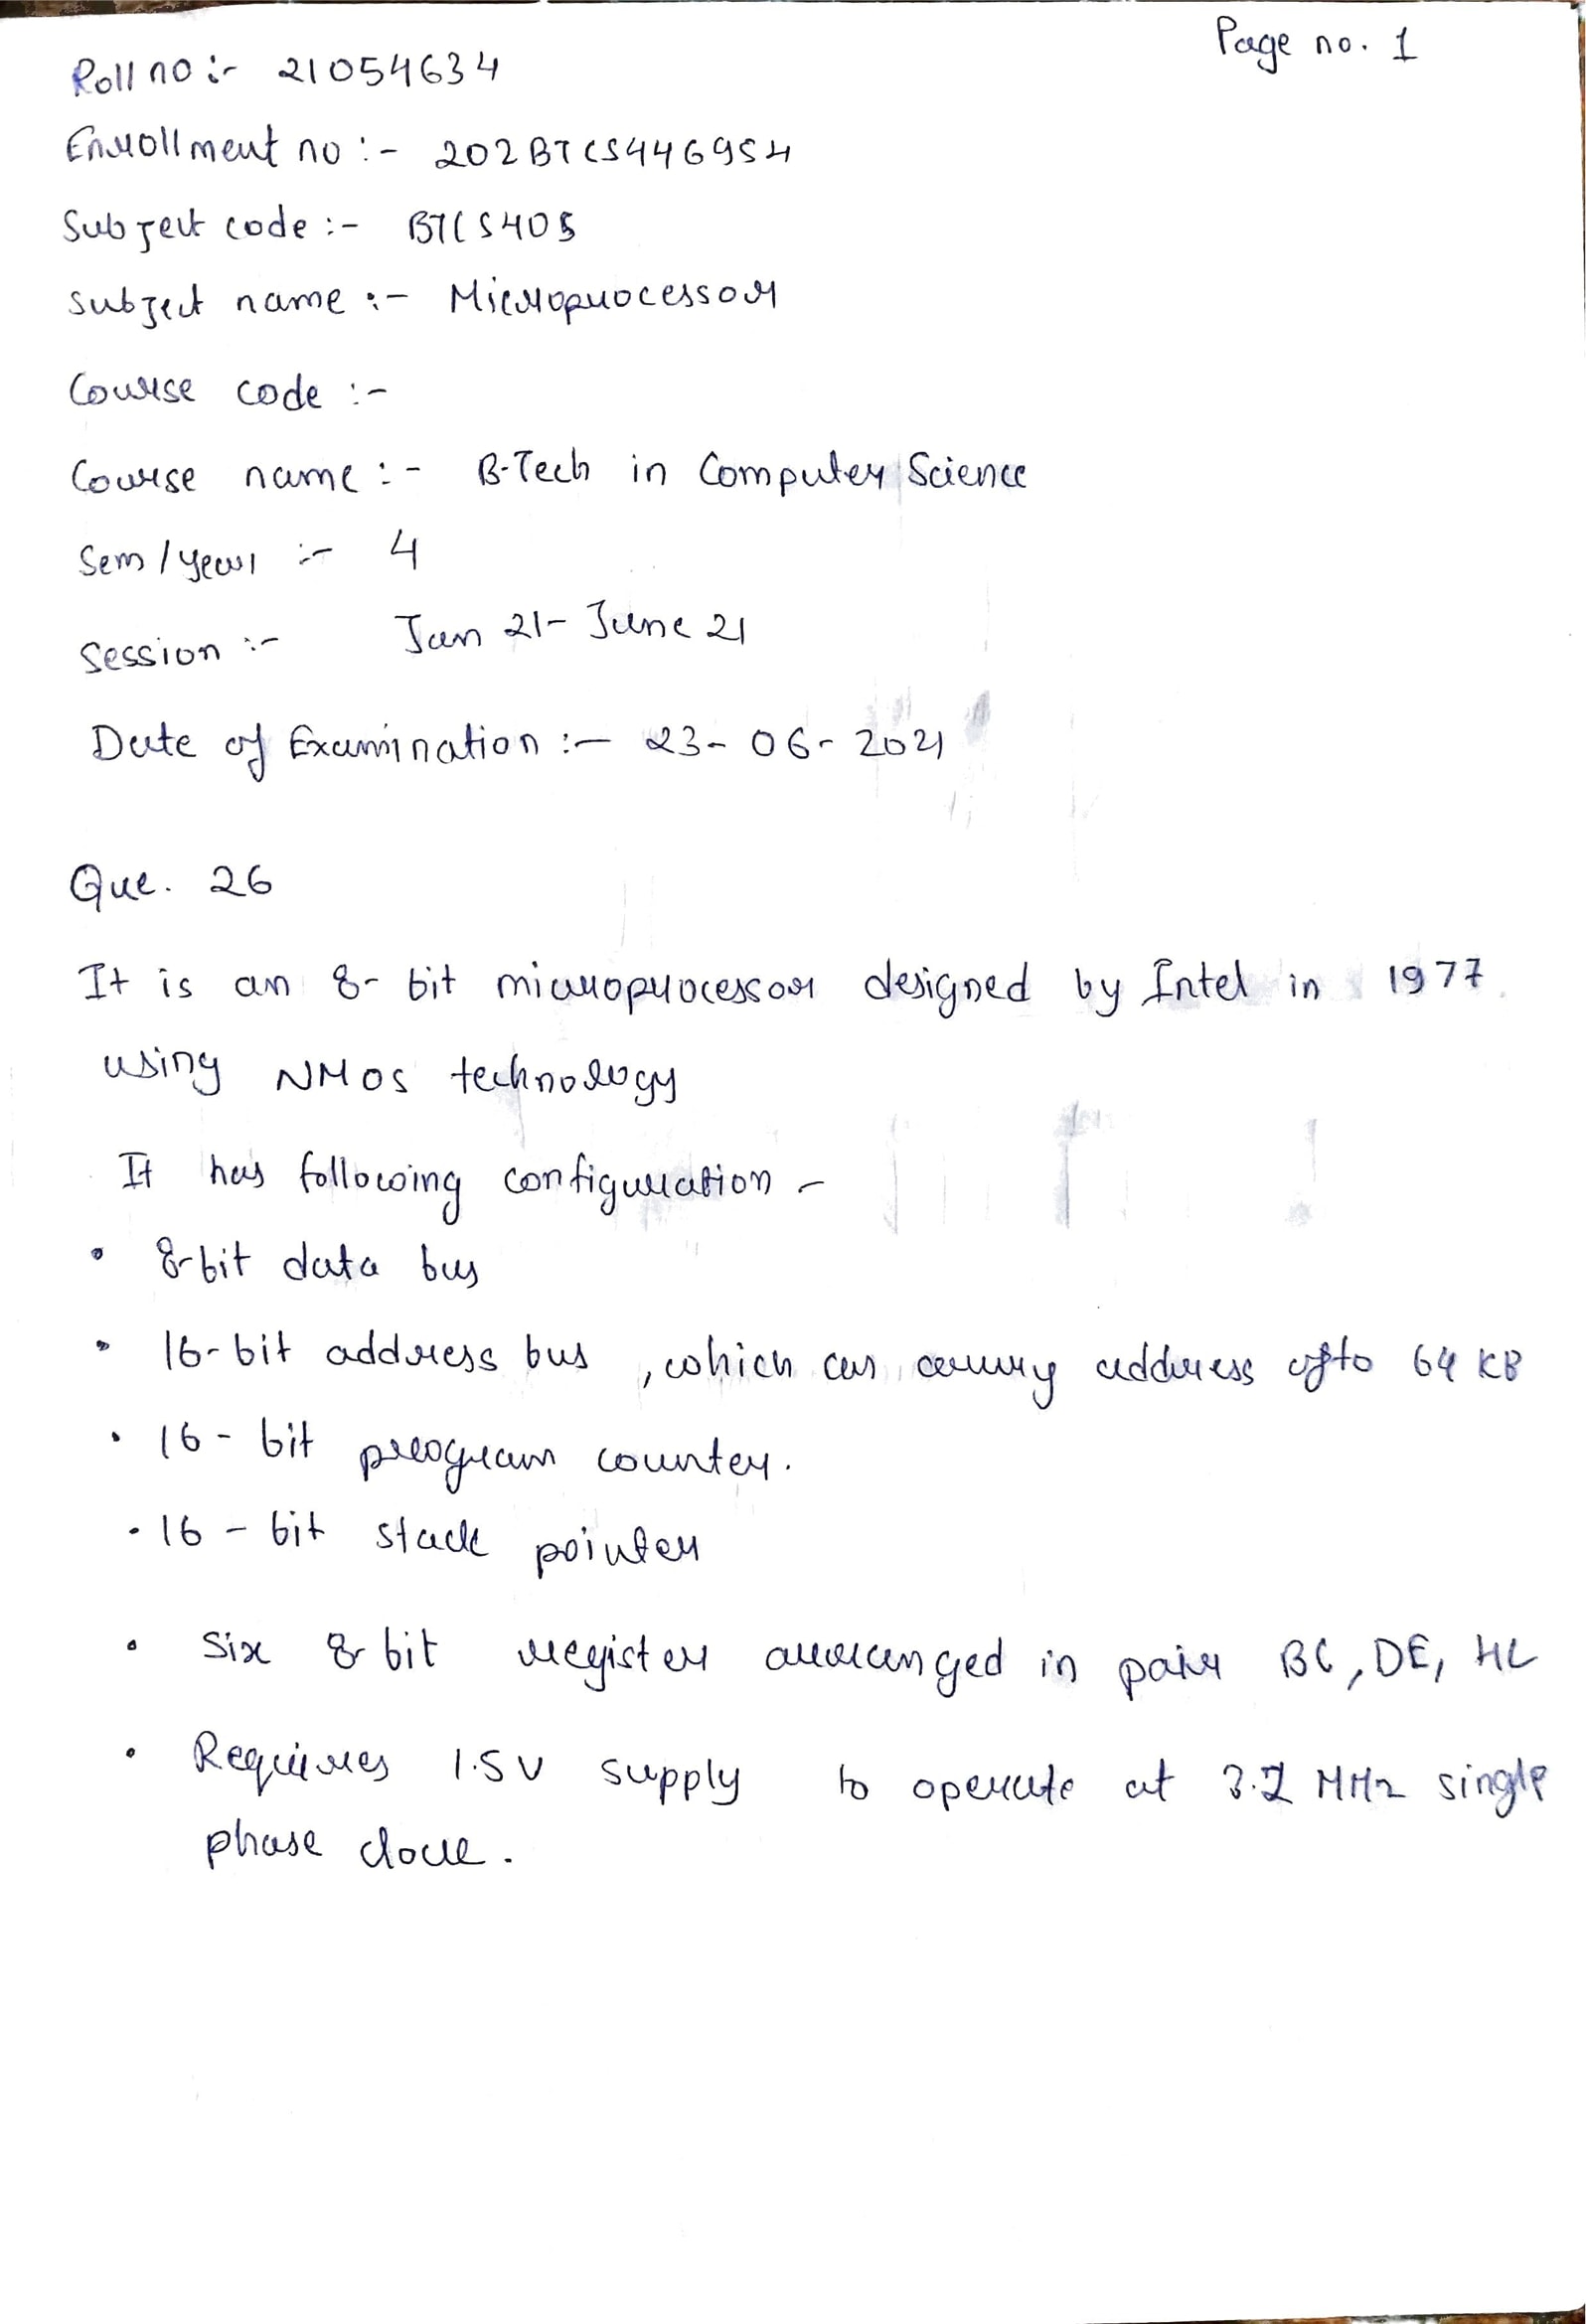 Page no. 1
Roll no :- 21054634
Enrollment no :- 202BTCS446954
Subject code :- BTCS405
Subject name :- Microprocessor
Course code :-
Course name :- B-Tech in Computer Science
Sem / year :- 4
Session :- Jan 21- June 21
Date of Examination :- 23-06-2021
Que. 26
It is an 8-bit microprocessor designed by Intel in 1977
using NMOS technology
It has following configuration -
• 8-bit data bus
• 16-bit address bus , which can carry address upto 64 KB
• 16-bit program counter.
• 16-bit stack pointer
• Six 8-bit register arranged in pair BC, DE, HL
• Requires 1.5V supply to operate at 3.2 MHz single
phase clock.